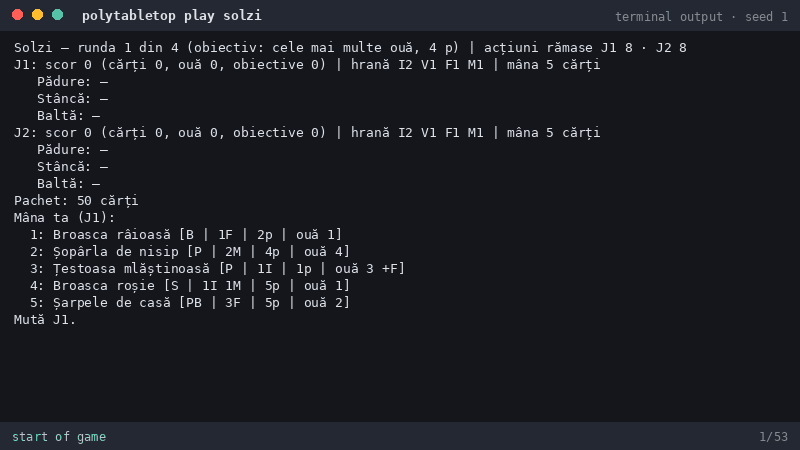 polytabletop play solzi
terminal output · seed 1
Solzi — runda 1 din 4 (obiectiv: cele mai multe ouă, 4 p) | acțiuni rămase J1 8 · J2 8
J1: scor 0 (cărți 0, ouă 0, obiective 0) | hrană I2 V1 F1 M1 | mâna 5 cărți
Pădure: —
Stâncă: —
Baltă: —
J2: scor 0 (cărți 0, ouă 0, obiective 0) | hrană I2 V1 F1 M1 | mâna 5 cărți
Pădure: —
Stâncă: —
Baltă: —
Pachet: 50 cărți
Mâna ta (J1):
1: Broasca râioasă [B | 1F | 2p | ouă 1]
2: Șopârla de nisip [P | 2M | 4p | ouă 4]
3: Țestoasa mlăștinoasă [P | 1I | 1p | ouă 3 +F]
4: Broasca roșie [S | 1I 1M | 5p | ouă 1]
5: Șarpele de casă [PB | 3F | 5p | ouă 2]
Mută J1.
start of game
1/53